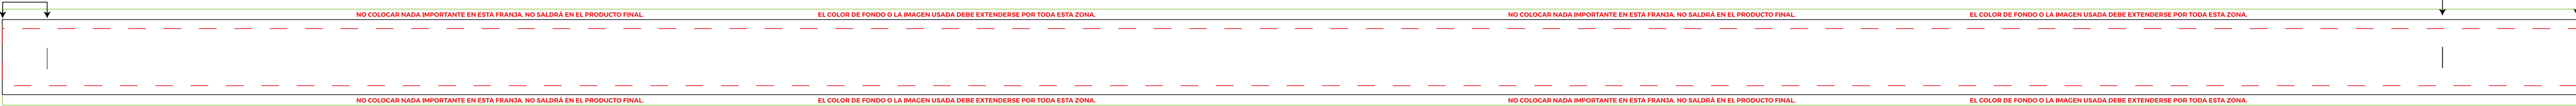 NO COLOCAR NADA IMPORTANTE EN ESTA FRANJA. NO SALDRÁ EN EL PRODUCTO FINAL. EL COLOR DE FONDO O LA IMAGEN USADA DEBE EXTENDERSE POR TODA ESTA ZONA. NO COLOCAR NADA IMPORTANTE EN ESTA FRANJA. NO SALDRÁ EN EL PRODUCTO FINAL. EL COLOR DE FONDO O LA IMAGEN USADA DEBE EXTENDERSE POR TODA ESTA ZONA.
NO COLOCAR NADA IMPORTANTE EN ESTA FRANJA. NO SALDRÁ EN EL PRODUCTO FINAL. EL COLOR DE FONDO O LA IMAGEN USADA DEBE EXTENDERSE POR TODA ESTA ZONA. NO COLOCAR NADA IMPORTANTE EN ESTA FRANJA. NO SALDRÁ EN EL PRODUCTO FINAL. EL COLOR DE FONDO O LA IMAGEN USADA DEBE EXTENDERSE POR TODA ESTA ZONA.